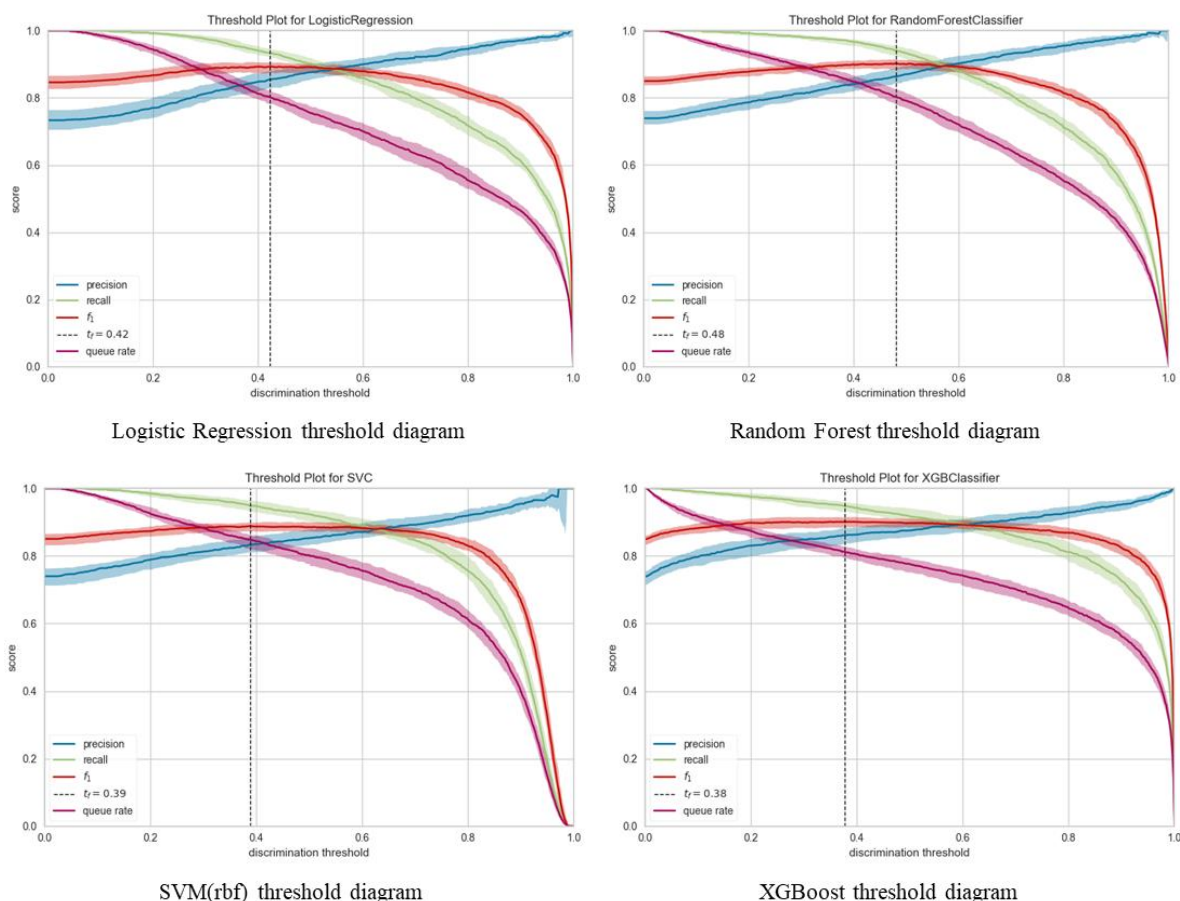 Threshold Plot for LogisticRegression
1.0
0.8
0.6
0.4
0.2
0.0
score
precision
recall
f1
tf = 0.42
queue rate
0.0 0.2 0.4 0.6 0.8 1.0
discrimination threshold
Logistic Regression threshold diagram
Threshold Plot for RandomForestClassifier
1.0
0.8
0.6
0.4
0.2
0.0
score
precision
recall
f1
tf = 0.48
queue rate
0.0 0.2 0.4 0.6 0.8 1.0
discrimination threshold
Random Forest threshold diagram
Threshold Plot for SVC
1.0
0.8
0.6
0.4
0.2
0.0
score
precision
recall
f1
tf = 0.39
queue rate
0.0 0.2 0.4 0.6 0.8 1.0
discrimination threshold
SVM(rbf) threshold diagram
Threshold Plot for XGBClassifier
1.0
0.8
0.6
0.4
0.2
0.0
score
precision
recall
f1
tf = 0.38
queue rate
0.0 0.2 0.4 0.6 0.8 1.0
discrimination threshold
XGBoost threshold diagram